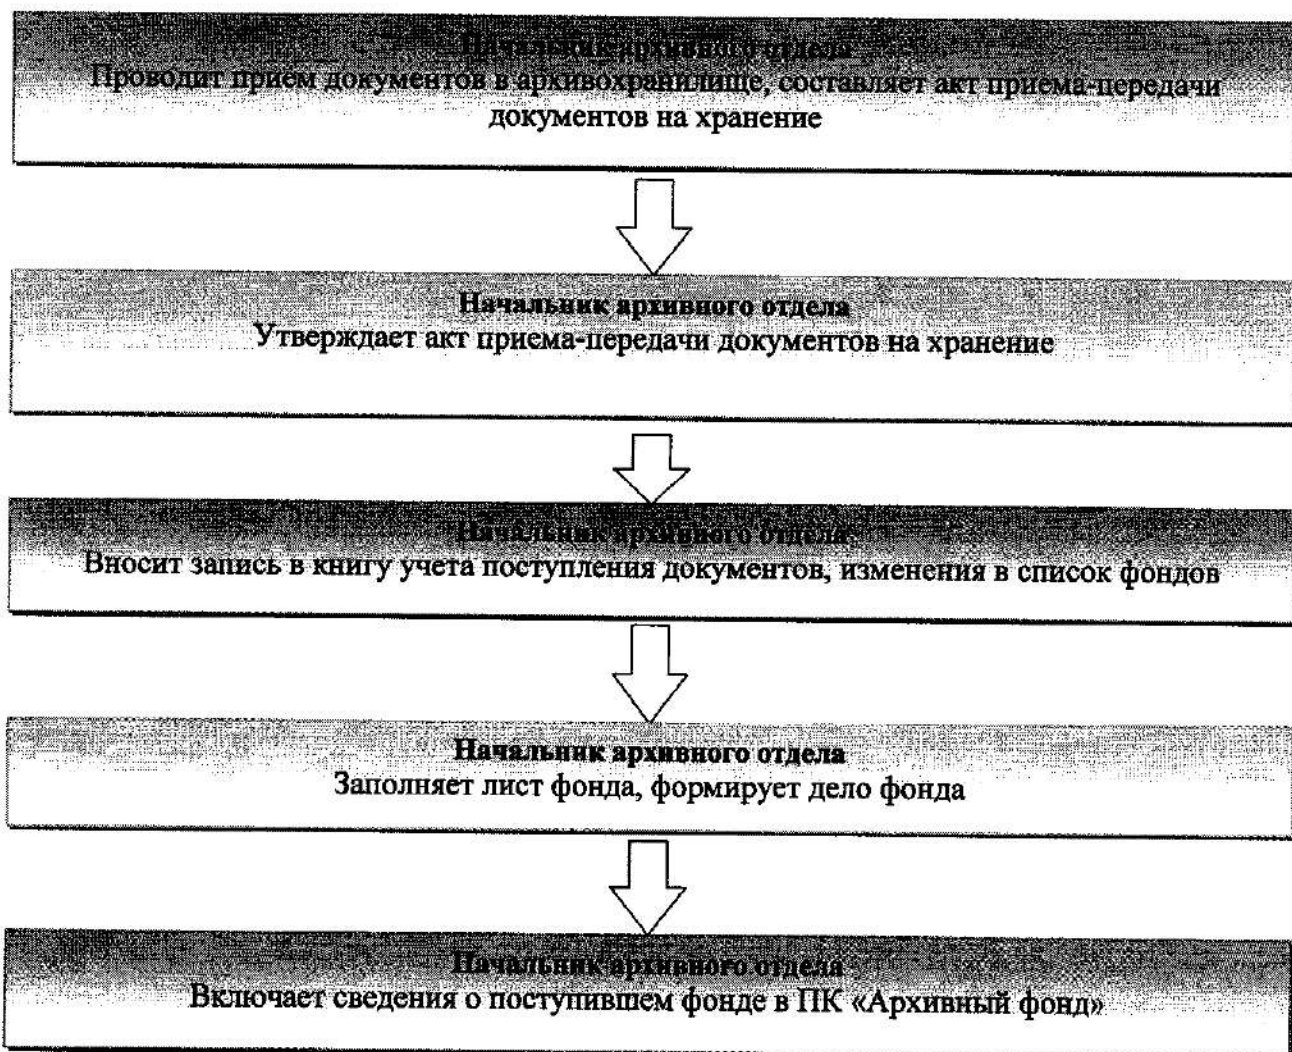 Начальник архивного отдела
Проводит прием документов в архивохранилище, составляет акт приема-передачи
документов на хранение
Начальник архивного отдела
Утверждает акт приема-передачи документов на хранение
Начальник архивного отдела
Вносит запись в книгу учета поступления документов, изменения в список фондов
Начальник архивного отдела
Заполняет лист фонда, формирует дело фонда
Начальник архивного отдела
Включает сведения о поступившем фонде в ПК «Архивный фонд»